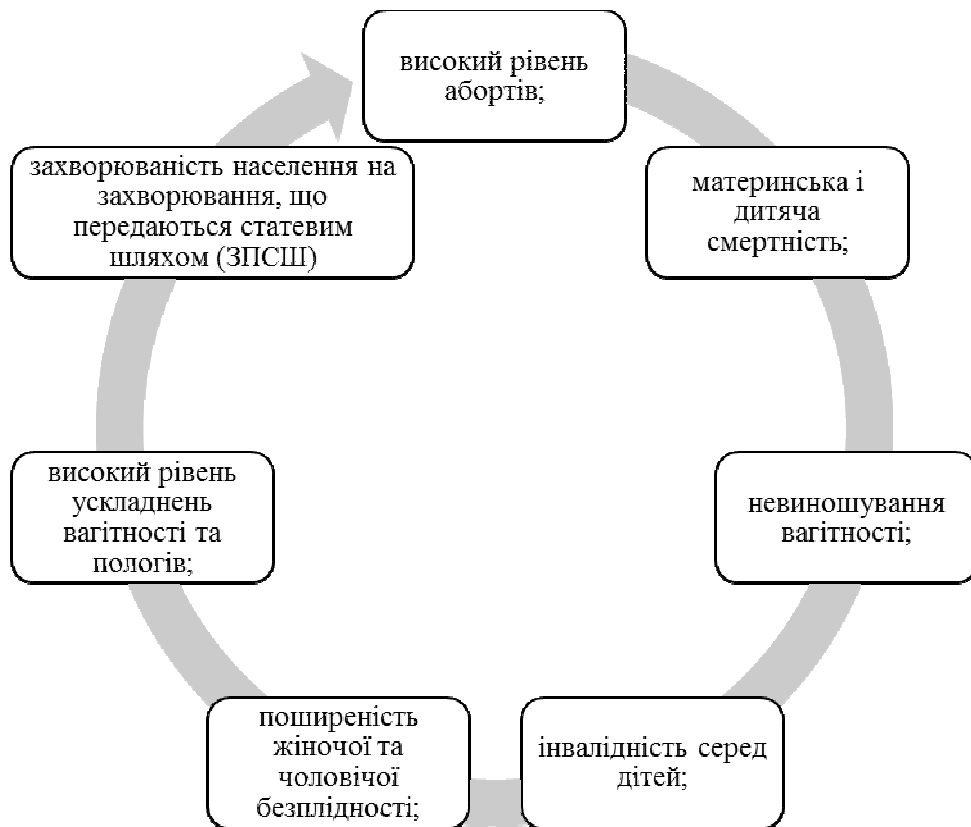 високий рівень
абортів;
материнська і
дитяча
смертність;
невиношування
вагітності;
інвалідність серед
дітей;
поширеність
жіночої та
чоловічої
безплідності;
високий рівень
ускладнень
вагітності та
пологів;
захворюваність населення на
захворювання, що
передаються статевим
шляхом (ЗПСШ)